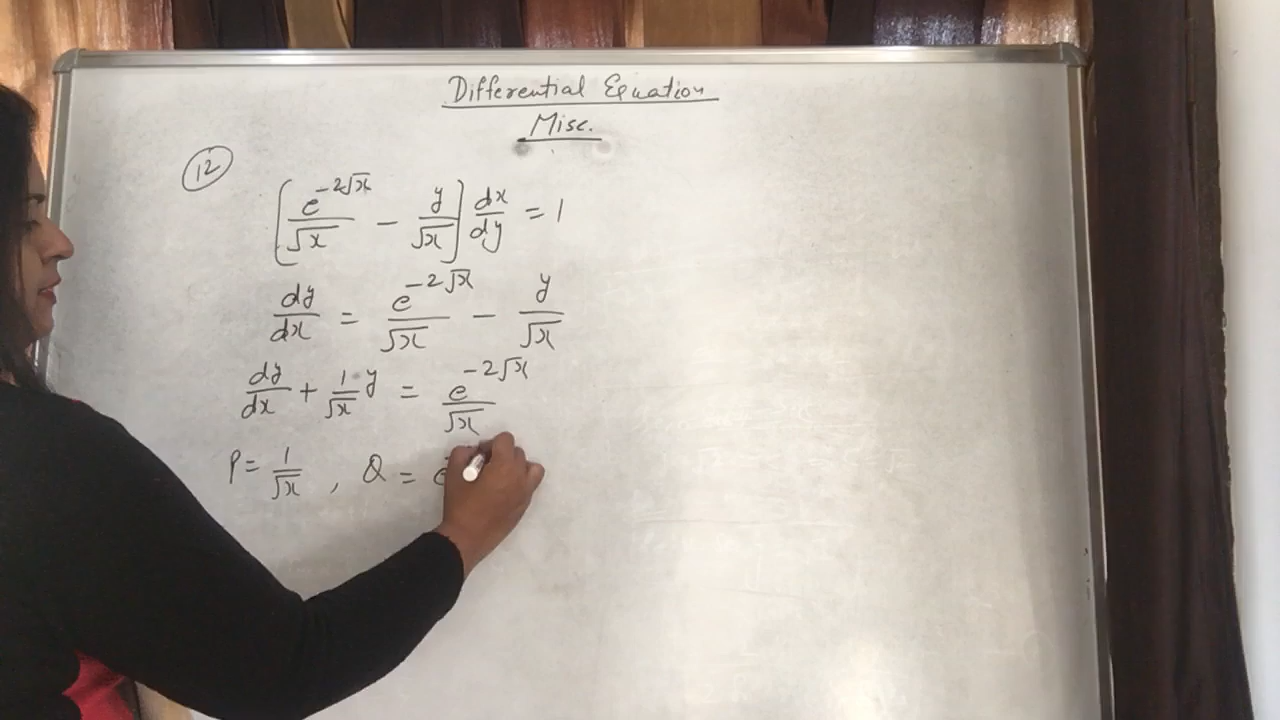 Differential Equation
Misc.
12
[e^{-2√x}/√x - y/√x] dx/dy = 1
dy/dx = e^{-2√x}/√x - y/√x
dy/dx + 1/√x y = e^{-2√x}/√x
P = 1/√x , Q = e